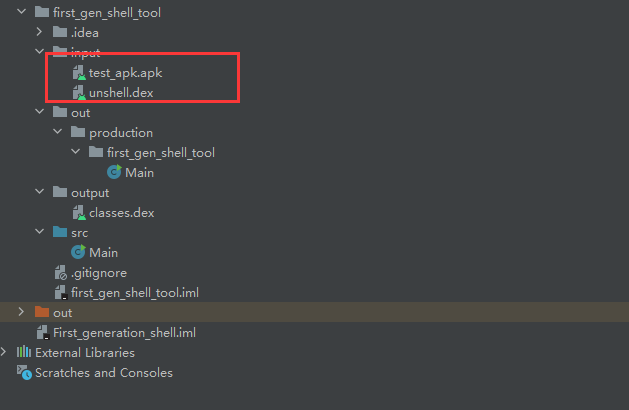 first_gen_shell_tool
.idea
input
test_apk.apk
unshell.dex
out
production
first_gen_shell_tool
Main
output
classes.dex
src
Main
.gitignore
first_gen_shell_tool.iml
out
First_generation_shell.iml
External Libraries
Scratches and Consoles